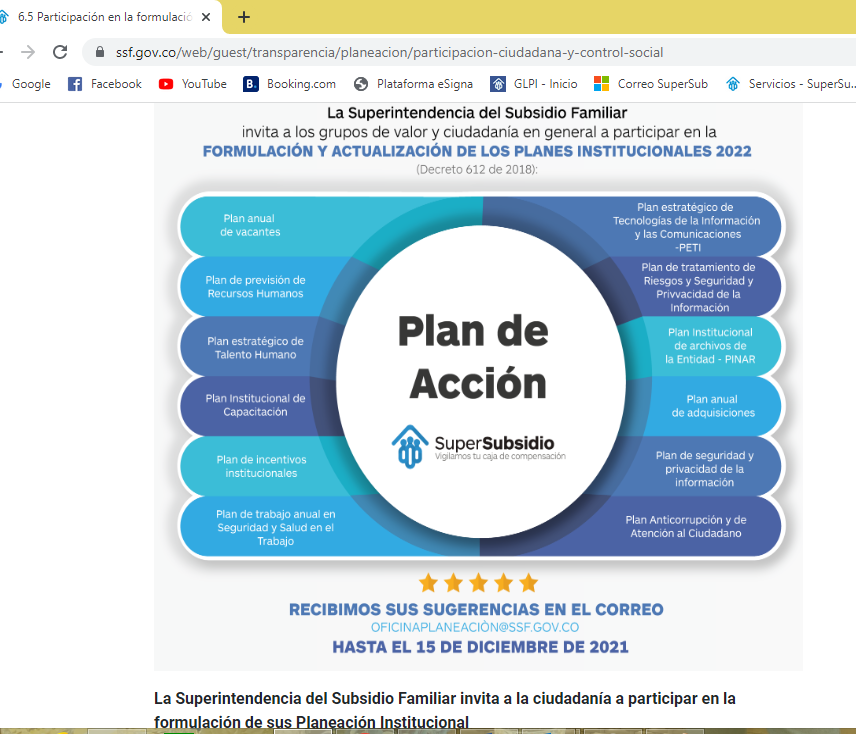 6.5 Participación en la formulació
ssf.gov.co/web/guest/transparencia/planeacion/participacion-ciudadana-y-control-social
Google
Facebook
YouTube
B. Booking.com
Plataforma eSigna
GLPI - Inicio
Correo SuperSub
Servicios - SuperSu...
La Superintendencia del Subsidio Familiar
invita a los grupos de valor y ciudadanía en general a participar en la
FORMULACIÓN Y ACTUALIZACIÓN DE LOS PLANES INSTITUCIONALES 2022
(Decreto 612 de 2018):
Plan anual
de vacantes
Plan de previsión de
Recursos Humanos
Plan estratégico de
Talento Humano
Plan Institucional de
Capacitación
Plan de incentivos
institucionales
Plan de trabajo anual en
Seguridad y Salud en el
Trabajo
Plan de
Acción
SuperSubsidio
Vigilamos tu caja de compensación
Plan estratégico de
Tecnologías de la Información
y las Comunicaciones
-PETI
Plan de tratamiento de
Riesgos y Seguridad y
Privvacidad de la
Información
Plan Institucional
de archivos de
la Entidad - PINAR
Plan anual
de adquisiciones
Plan de seguridad y
privacidad de la
información
Plan Anticorrupción y de
Atención al Ciudadano
RECIBIMOS SUS SUGERENCIAS EN EL CORREO
OFICINAPLANEACIÒN@SSF.GOV.CO
HASTA EL 15 DE DICIEMBRE DE 2021
La Superintendencia del Subsidio Familiar invita a la ciudadanía a participar en la
formulación de sus Planeación Institucional